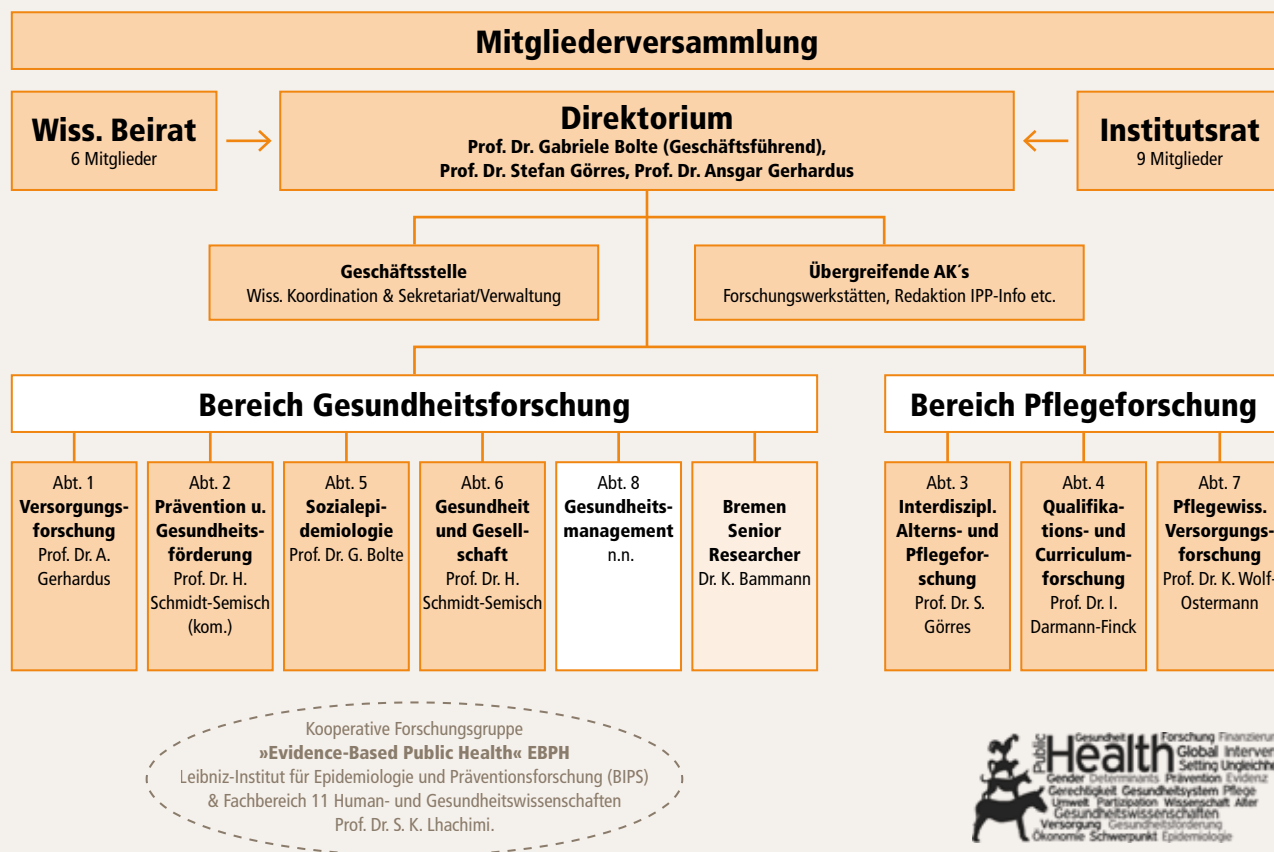 Mitgliederversammlung
Wiss. Beirat
6 Mitglieder
Direktorium
Prof. Dr. Gabriele Bolte (Geschäftsführend),
Prof. Dr. Stefan Görres, Prof. Dr. Ansgar Gerhardus
Institutsrat
9 Mitglieder
Geschäftsstelle
Wiss. Koordination & Sekretariat/Verwaltung
Übergreifende AK´s
Forschungswerkstätten, Redaktion IPP-Info etc.
Bereich Gesundheitsforschung
Abt. 1
Versorgungs-
forschung
Prof. Dr. A.
Gerhardus
Abt. 2
Prävention u.
Gesundheits-
förderung
Prof. Dr. H.
Schmidt-Semisch
(kom.)
Abt. 5
Sozialepi-
demiologie
Prof. Dr. G. Bolte
Abt. 6
Gesundheit
und Gesell-
schaft
Prof. Dr. H.
Schmidt-Semisch
Abt. 8
Gesundheits-
management
n.n.
Bremen
Senior
Researcher
Dr. K. Bammann
Bereich Pflegeforschung
Abt. 3
Interdiszipl.
Alterns- und
Pflegefor-
schung
Prof. Dr. S.
Görres
Abt. 4
Qualifika-
tions- und
Curriculum-
forschung
Prof. Dr. I.
Darmann-Finck
Abt. 7
Pflegewiss.
Versorgungs-
forschung
Prof. Dr. K. Wolf-
Ostermann
Kooperative Forschungsgruppe
»Evidence-Based Public Health« EBPH
Leibniz-Institut für Epidemiologie und Präventionsforschung (BIPS)
& Fachbereich 11 Human- und Gesundheitswissenschaften
Prof. Dr. S. K. Lhachimi.
Public
Gesundheit Forschung Finanzierun
Health Global Interven
Setting Ungleichhe
Gender Determinants Prävention Evidenz
Gerechtigkeit Gesundheitsystem Pflege
Umwelt Partizipation Wissenschaft Alter
Gesundheitswissenschaften
Versorgung Gesundheitsförderung
Ökonomie Schwerpunkt Epidemiologie